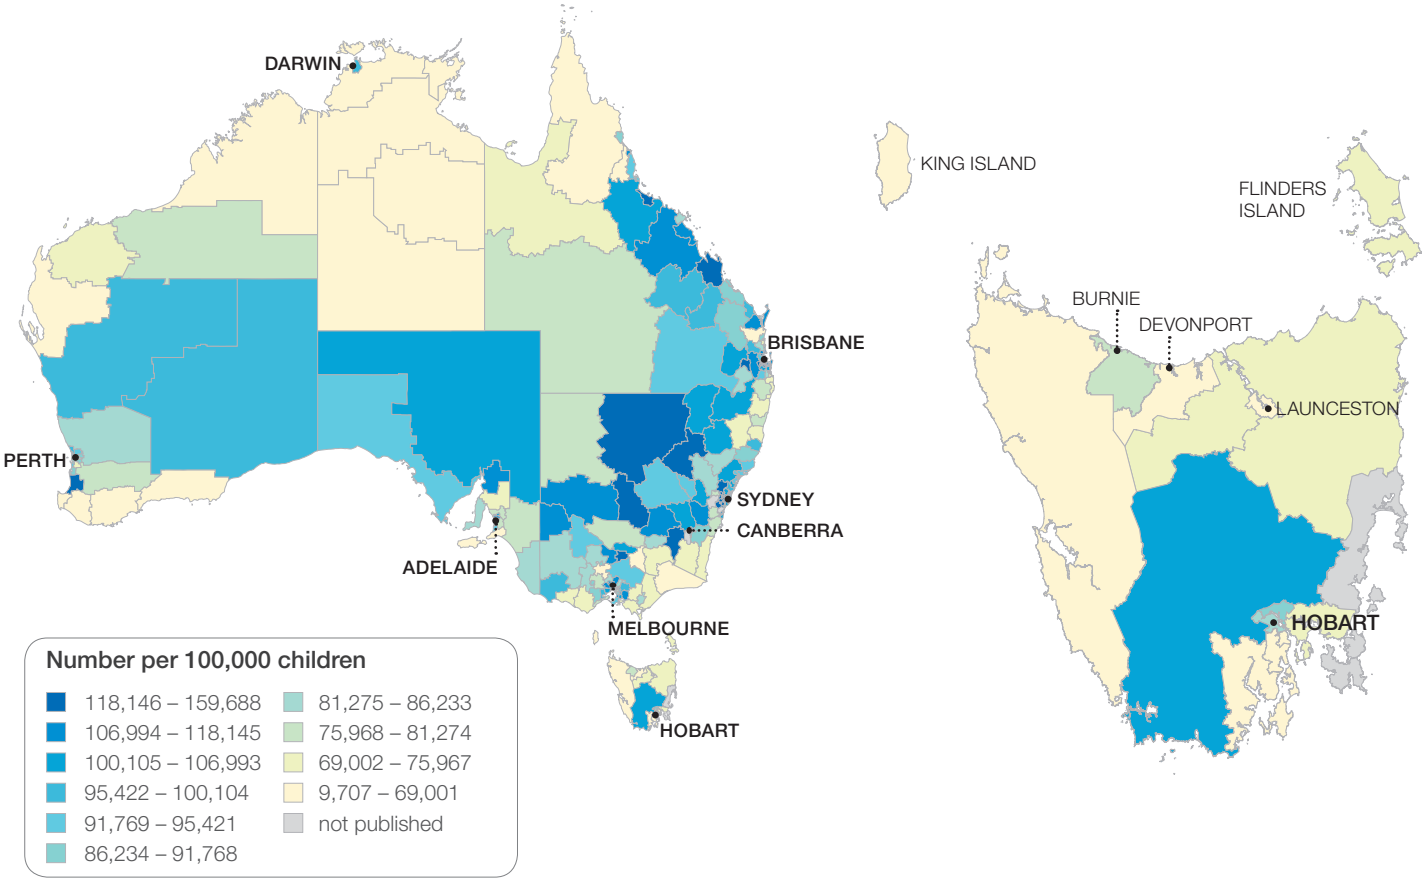 DARWIN
BRISBANE
PERTH
SYDNEY
CANBERRA
ADELAIDE
MELBOURNE
HOBART
Number per 100,000 children
118,146 – 159,688
106,994 – 118,145
100,105 – 106,993
95,422 – 100,104
91,769 – 95,421
86,234 – 91,768
81,275 – 86,233
75,968 – 81,274
69,002 – 75,967
9,707 – 69,001
not published
KING ISLAND
FLINDERS
ISLAND
BURNIE
DEVONPORT
LAUNCESTON
HOBART